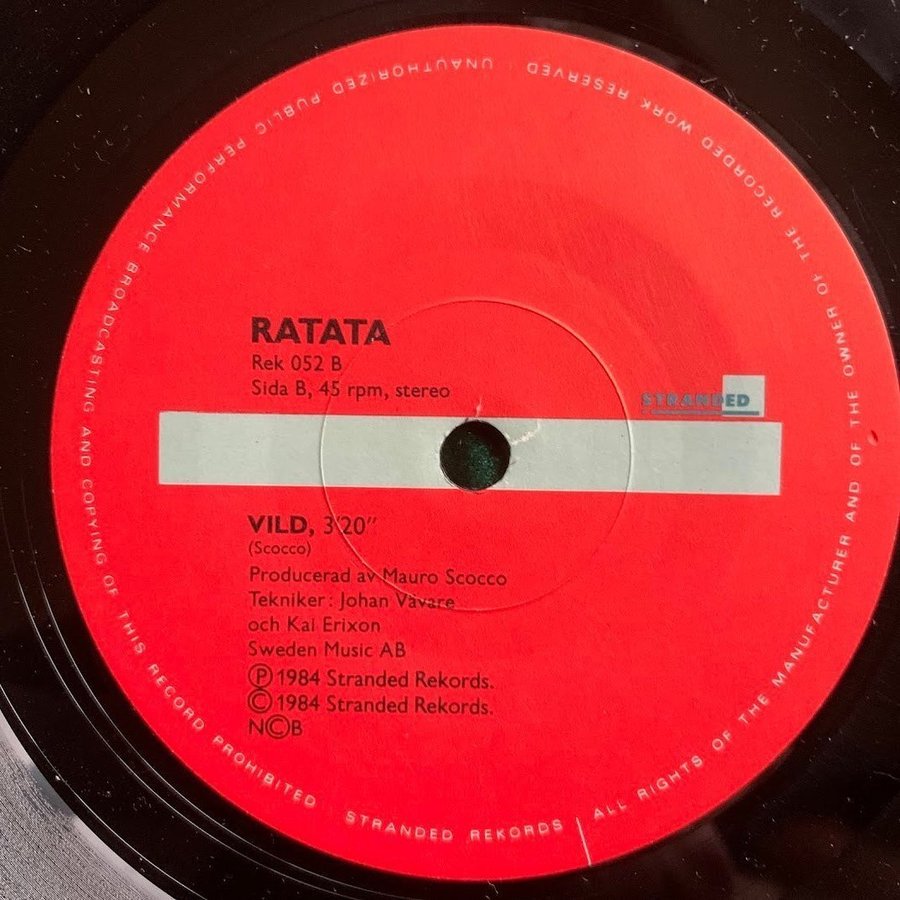 RATATA
Rek 052 B
Sida B, 45 rpm, stereo
STRANDED
VILD, 3'20"
(Scocco)
Producerad av Mauro Scocco
Tekniker: Johan Vävare
och Kai Erixon
Sweden Music AB
Ⓟ 1984 Stranded Rekords.
© 1984 Stranded Rekords.
N©B
STRANDED REKORDS | ALL RIGHTS OF THE MANUFACTURER AND OF THE OWNER OF THE RECORDED WORK RESERVED · UNAUTHORIZED PUBLIC PERFORMANCE BROADCASTING AND COPYING OF THIS RECORD PROHIBITED